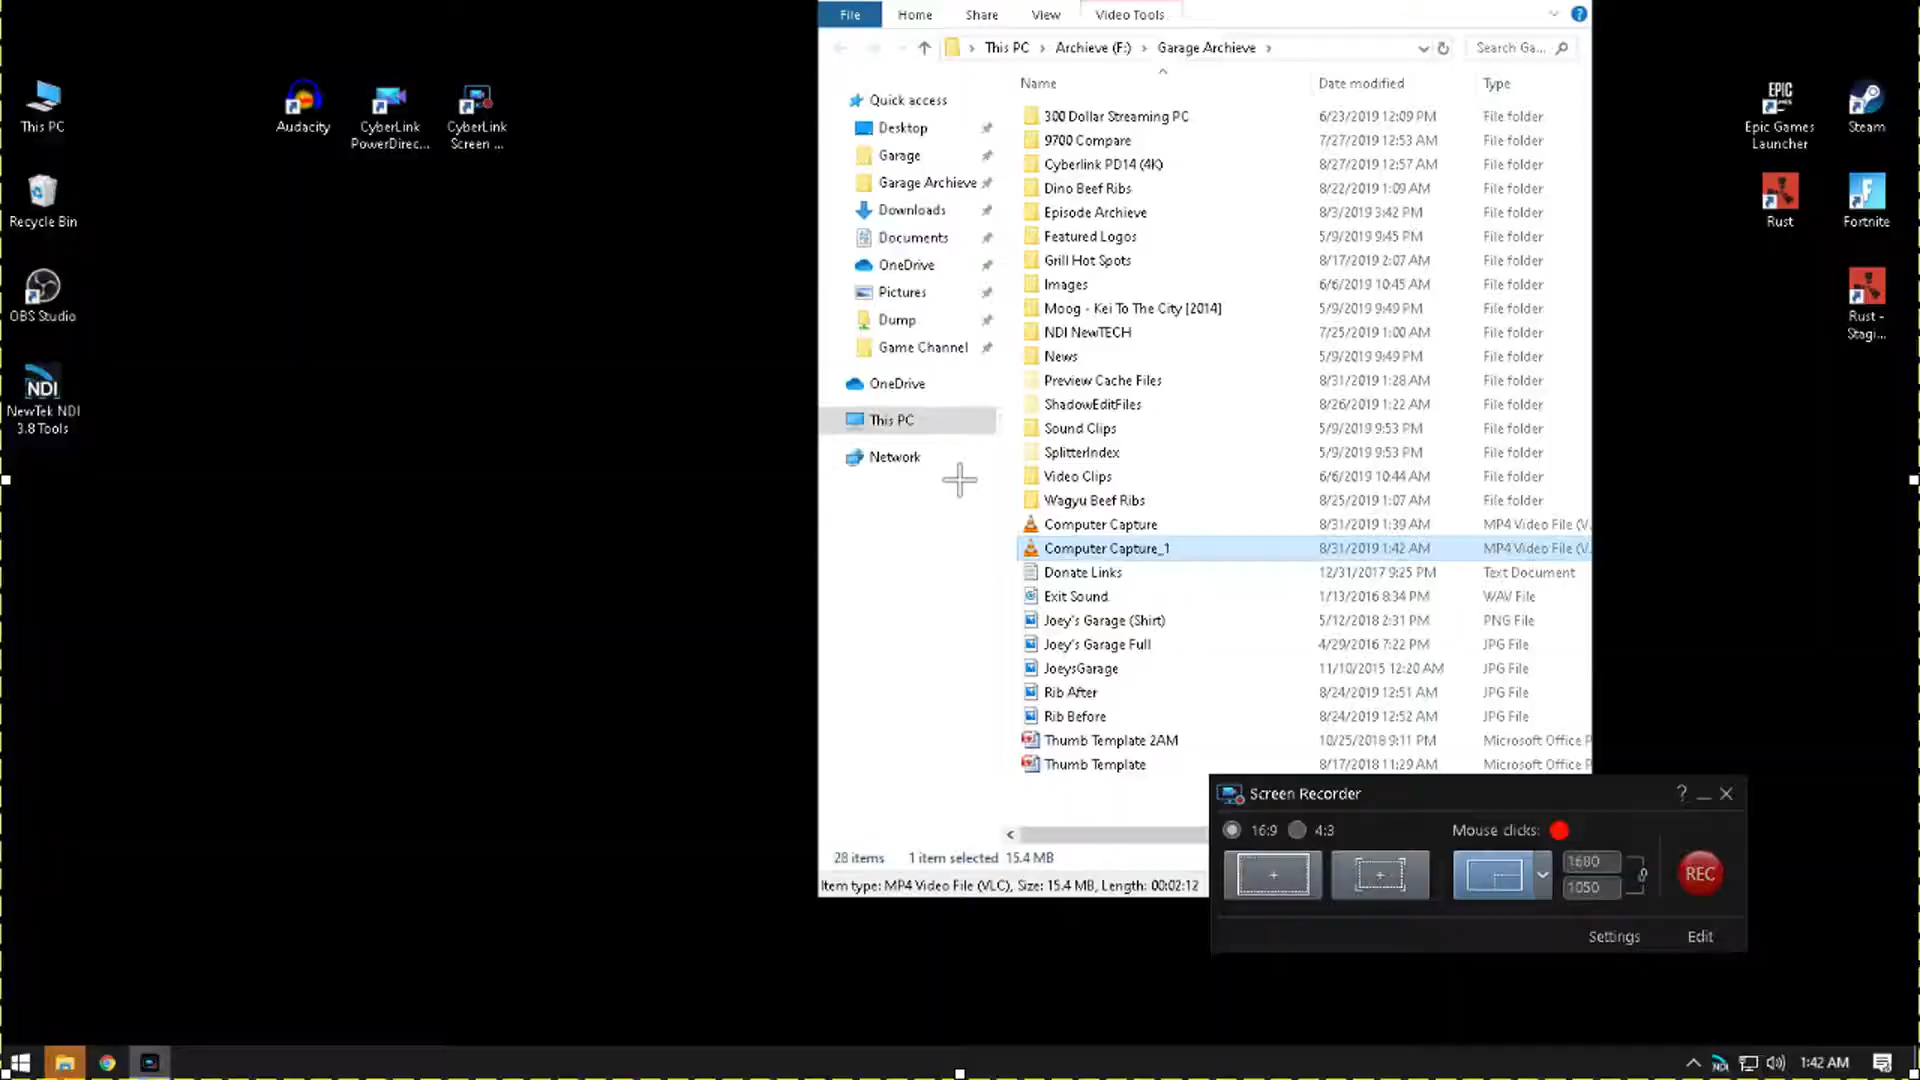 File Home Share View Video Tools
This PC Archieve (F:) Garage Archieve
Search Ga...
Name Date modified Type
Quick access
Desktop
Garage
Garage Archieve
Downloads
Documents
OneDrive
Pictures
Dump
Game Channel
OneDrive
This PC
Network
300 Dollar Streaming PC 6/23/2019 12:09 PM File folder
9700 Compare 7/27/2019 12:53 AM File folder
Cyberlink PD14 (4K) 8/27/2019 12:57 AM File folder
Dino Beef Ribs 8/22/2019 1:09 AM File folder
Episode Archieve 8/3/2019 3:42 PM File folder
Featured Logos 5/9/2019 9:45 PM File folder
Grill Hot Spots 8/17/2019 2:07 AM File folder
Images 6/6/2019 10:45 AM File folder
Moog - Kei To The City [2014] 5/9/2019 9:49 PM File folder
NDI NewTECH 7/25/2019 1:00 AM File folder
News 5/9/2019 9:49 PM File folder
Preview Cache Files 8/31/2019 1:28 AM File folder
ShadowEditFiles 8/26/2019 1:22 AM File folder
Sound Clips 5/9/2019 9:53 PM File folder
SplitterIndex 5/9/2019 9:53 PM File folder
Video Clips 6/6/2019 10:44 AM File folder
Wagyu Beef Ribs 8/25/2019 1:07 AM File folder
Computer Capture 8/31/2019 1:39 AM MP4 Video File (V...
Computer Capture_1 8/31/2019 1:42 AM MP4 Video File (V...
Donate Links 12/31/2017 9:25 PM Text Document
Exit Sound 1/13/2016 8:34 PM WAV File
Joey's Garage (Shirt) 5/12/2018 2:31 PM PNG File
Joey's Garage Full 4/29/2016 7:22 PM JPG File
JoeysGarage 11/10/2015 12:20 AM JPG File
Rib After 8/24/2019 12:51 AM JPG File
Rib Before 8/24/2019 12:52 AM JPG File
Thumb Template 2AM 10/25/2018 9:11 PM Microsoft Office P
Thumb Template 8/17/2018 11:29 AM Microsoft Office P
28 items 1 item selected 15.4 MB
Item type: MP4 Video File (VLC), Size: 15.4 MB, Length: 00:02:12
Screen Recorder
?
16:9 4:3 Mouse clicks:
1680
1050
REC
Settings Edit
This PC
Recycle Bin
OBS Studio
NDI
NewTek NDI
3.8 Tools
Audacity
CyberLink
PowerDirec...
CyberLink
Screen ...
EPIC
GAMES
Epic Games
Launcher
Steam
Rust
Fortnite
Rust -
Stagi...
NDI
1:42 AM